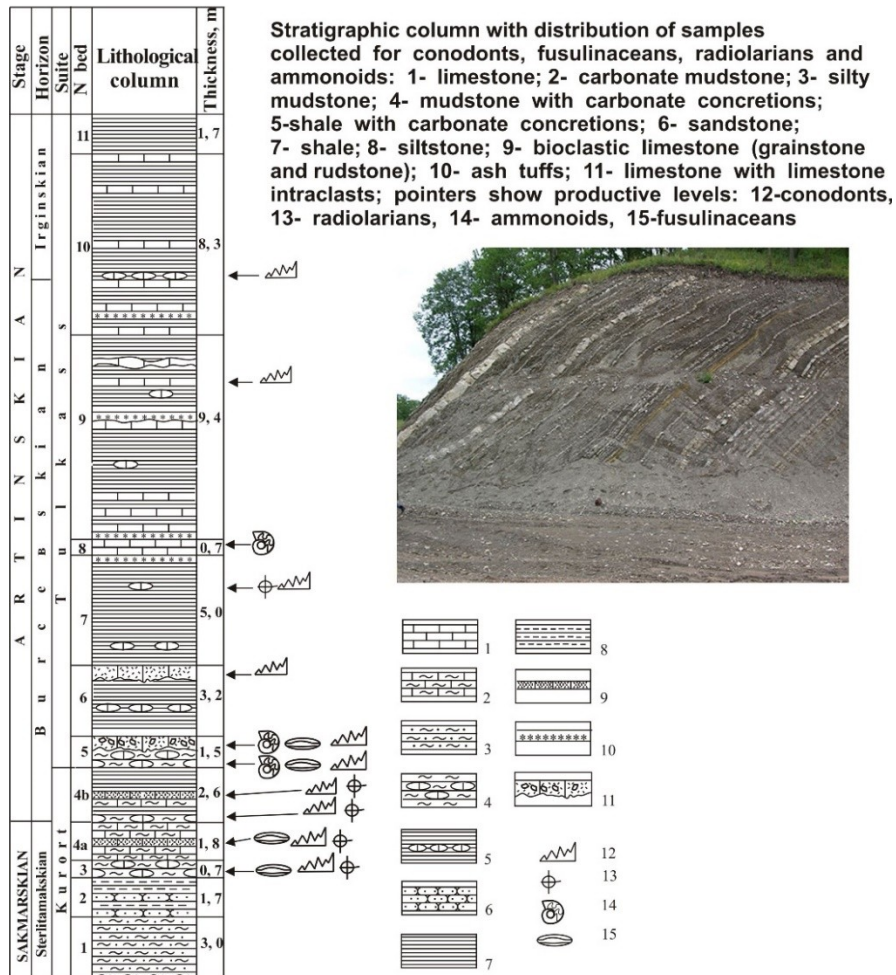 Stratigraphic column with distribution of samples
collected for conodonts, fusulinaceans, radiolarians and
ammonoids: 1- limestone; 2- carbonate mudstone; 3- silty
mudstone; 4- mudstone with carbonate concretions;
5-shale with carbonate concretions; 6- sandstone;
7- shale; 8- siltstone; 9- bioclastic limestone (grainstone
and rudstone); 10- ash tuffs; 11- limestone with limestone
intraclasts; pointers show productive levels: 12-conodonts,
13- radiolarians, 14- ammonoids, 15-fusulinaceans
Stage
Horizon
Suite
N bed
Lithological
column
Thickness, m
ARTINSKIAN
SAKMARSKIAN
Irginskian
Burcevskian
Sterlitamakskian
Tulkass
Kurort
11 1,7
10 8,3
9 9,4
8 0,7
7 5,0
6 3,2
5 1,5
4b 2,6
4a 1,8
3 0,7
2 1,7
1 3,0
1
2
3
4
5
6
7
8
9
10
11
12
13
14
15